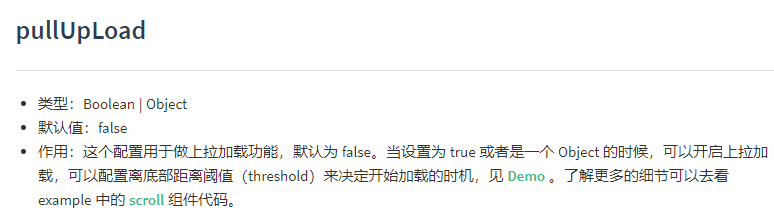 pullUpLoad
类型：Boolean | Object
默认值：false
作用：这个配置用于做上拉加载功能，默认为 false。当设置为 true 或者是一个 Object 的时候，可以开启上拉加
载，可以配置离底部距离阈值（threshold）来决定开始加载的时机，见 Demo 。了解更多的细节可以去看
example 中的 scroll 组件代码。